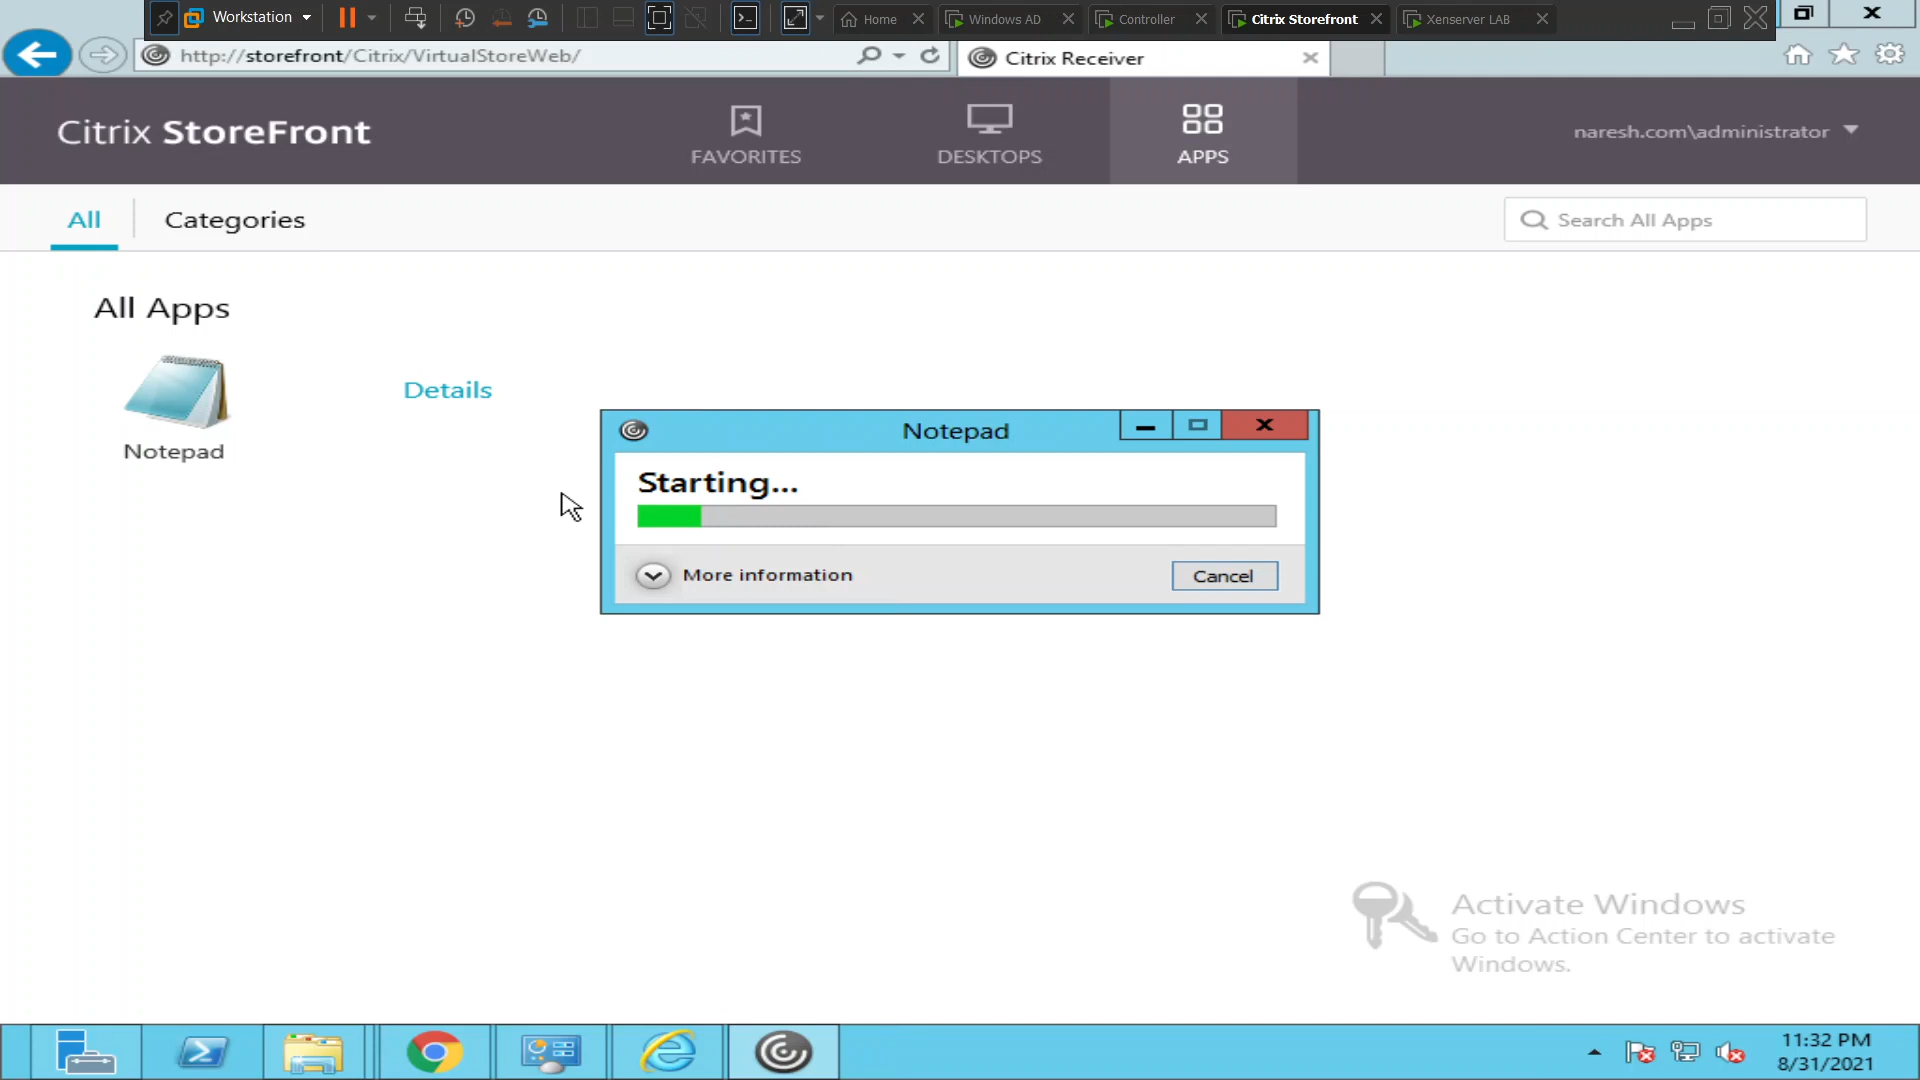 Workstation
Home
Windows AD
Controller
Citrix Storefront
Xenserver LAB
http://storefront/Citrix/VirtualStoreWeb/
Citrix Receiver
Citrix StoreFront
FAVORITES
DESKTOPS
APPS
naresh.com\administrator
All
Categories
Search All Apps
All Apps
Details
Notepad
Notepad
Starting...
More information
Cancel
Activate Windows
Go to Action Center to activate
Windows.
11:32 PM
8/31/2021